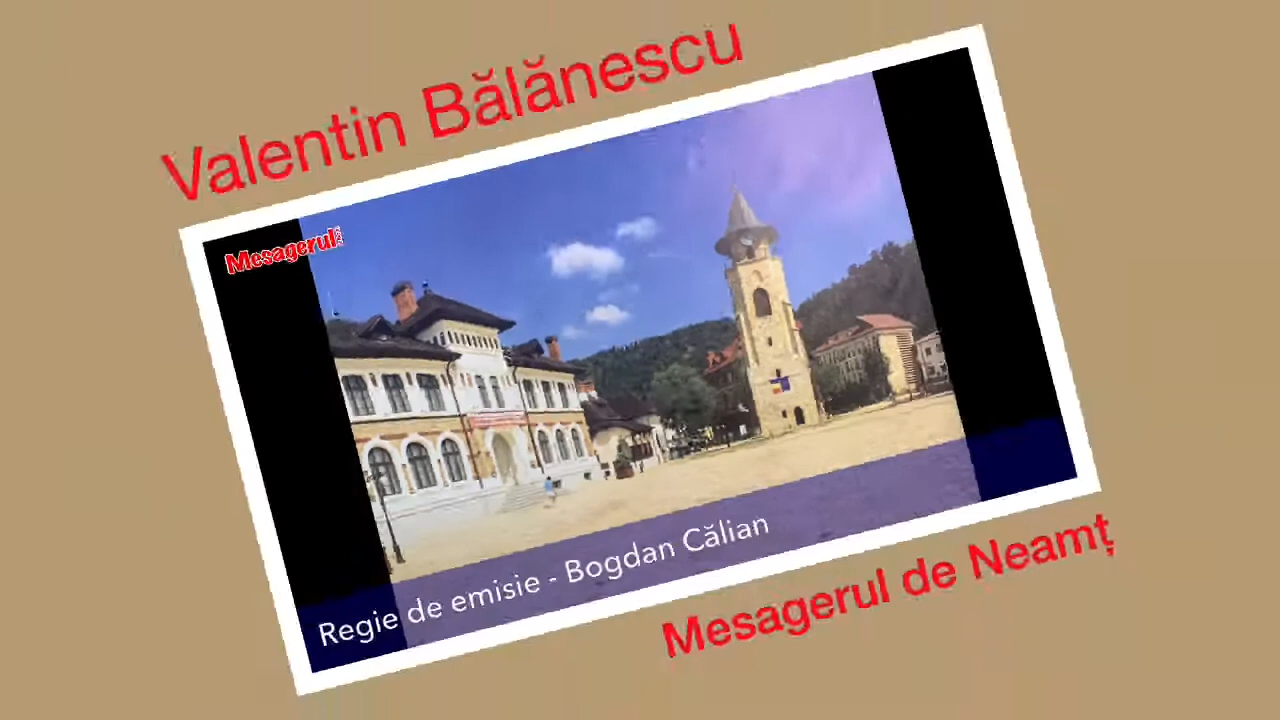 Valentin Bălănescu
Mesagerul
Regie de emisie - Bogdan Călian
Mesagerul de Neamț